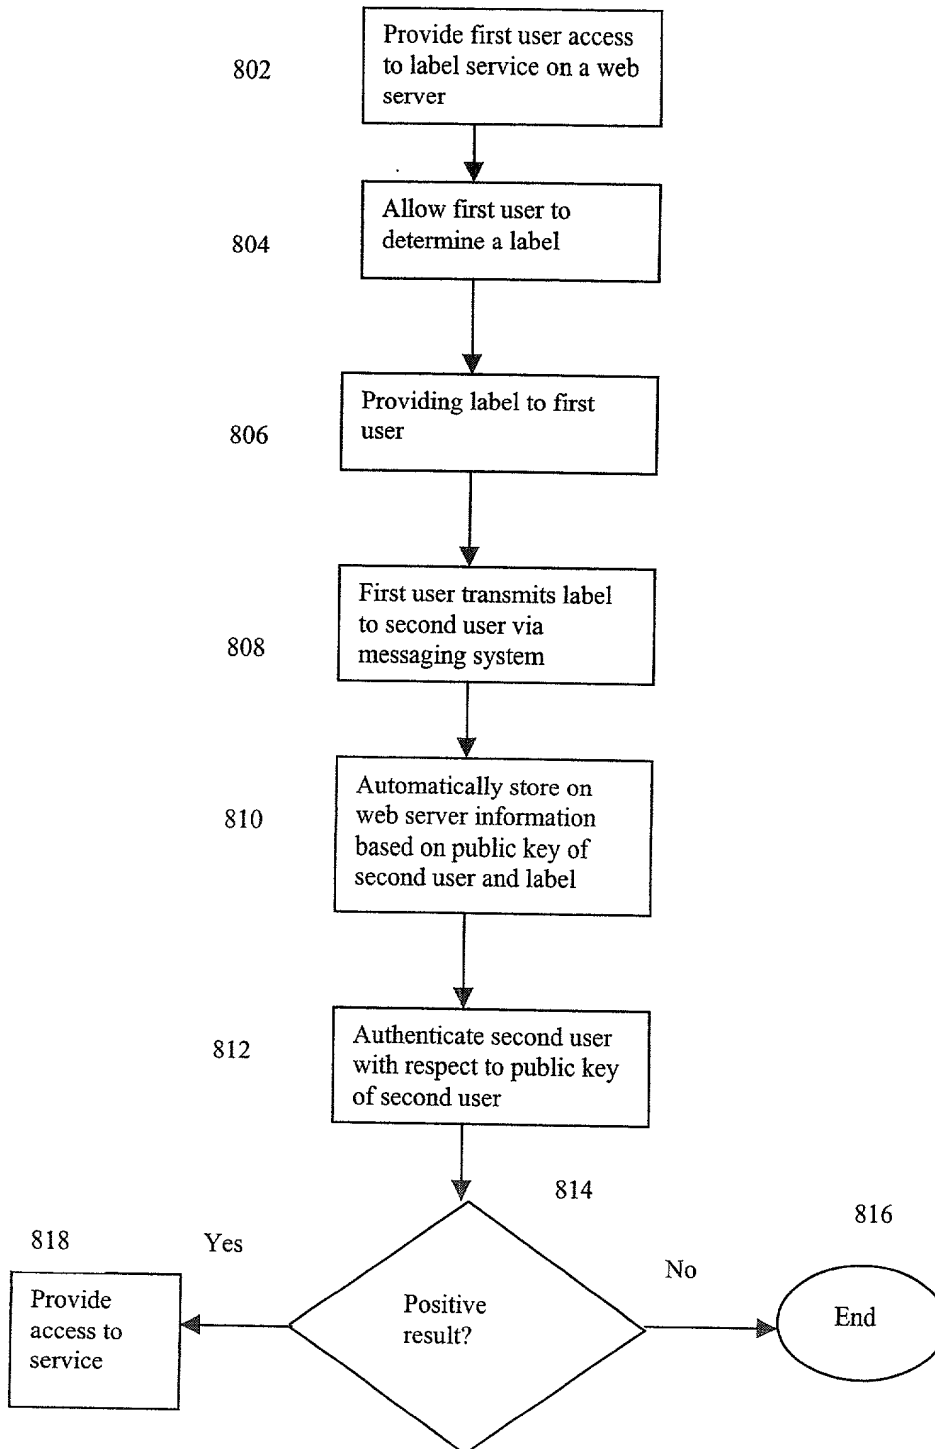 802
Provide first user access
to label service on a web
server
804
Allow first user to
determine a label
806
Providing label to first
user
808
First user transmits label
to second user via
messaging system
810
Automatically store on
web server information
based on public key of
second user and label
812
Authenticate second user
with respect to public key
of second user
814
816
818
Yes
No
Provide
access to
service
Positive
result?
End